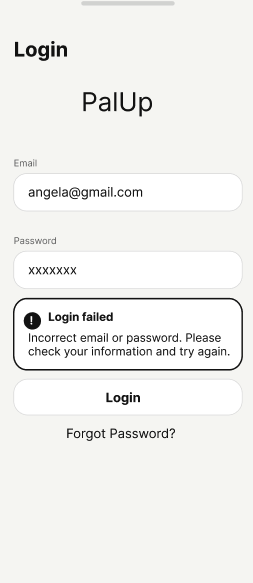 Login
PalUp
Email
angela@gmail.com
Password
xxxxxxx
! Login failed
Incorrect email or password. Please
check your information and try again.
Login
Forgot Password?